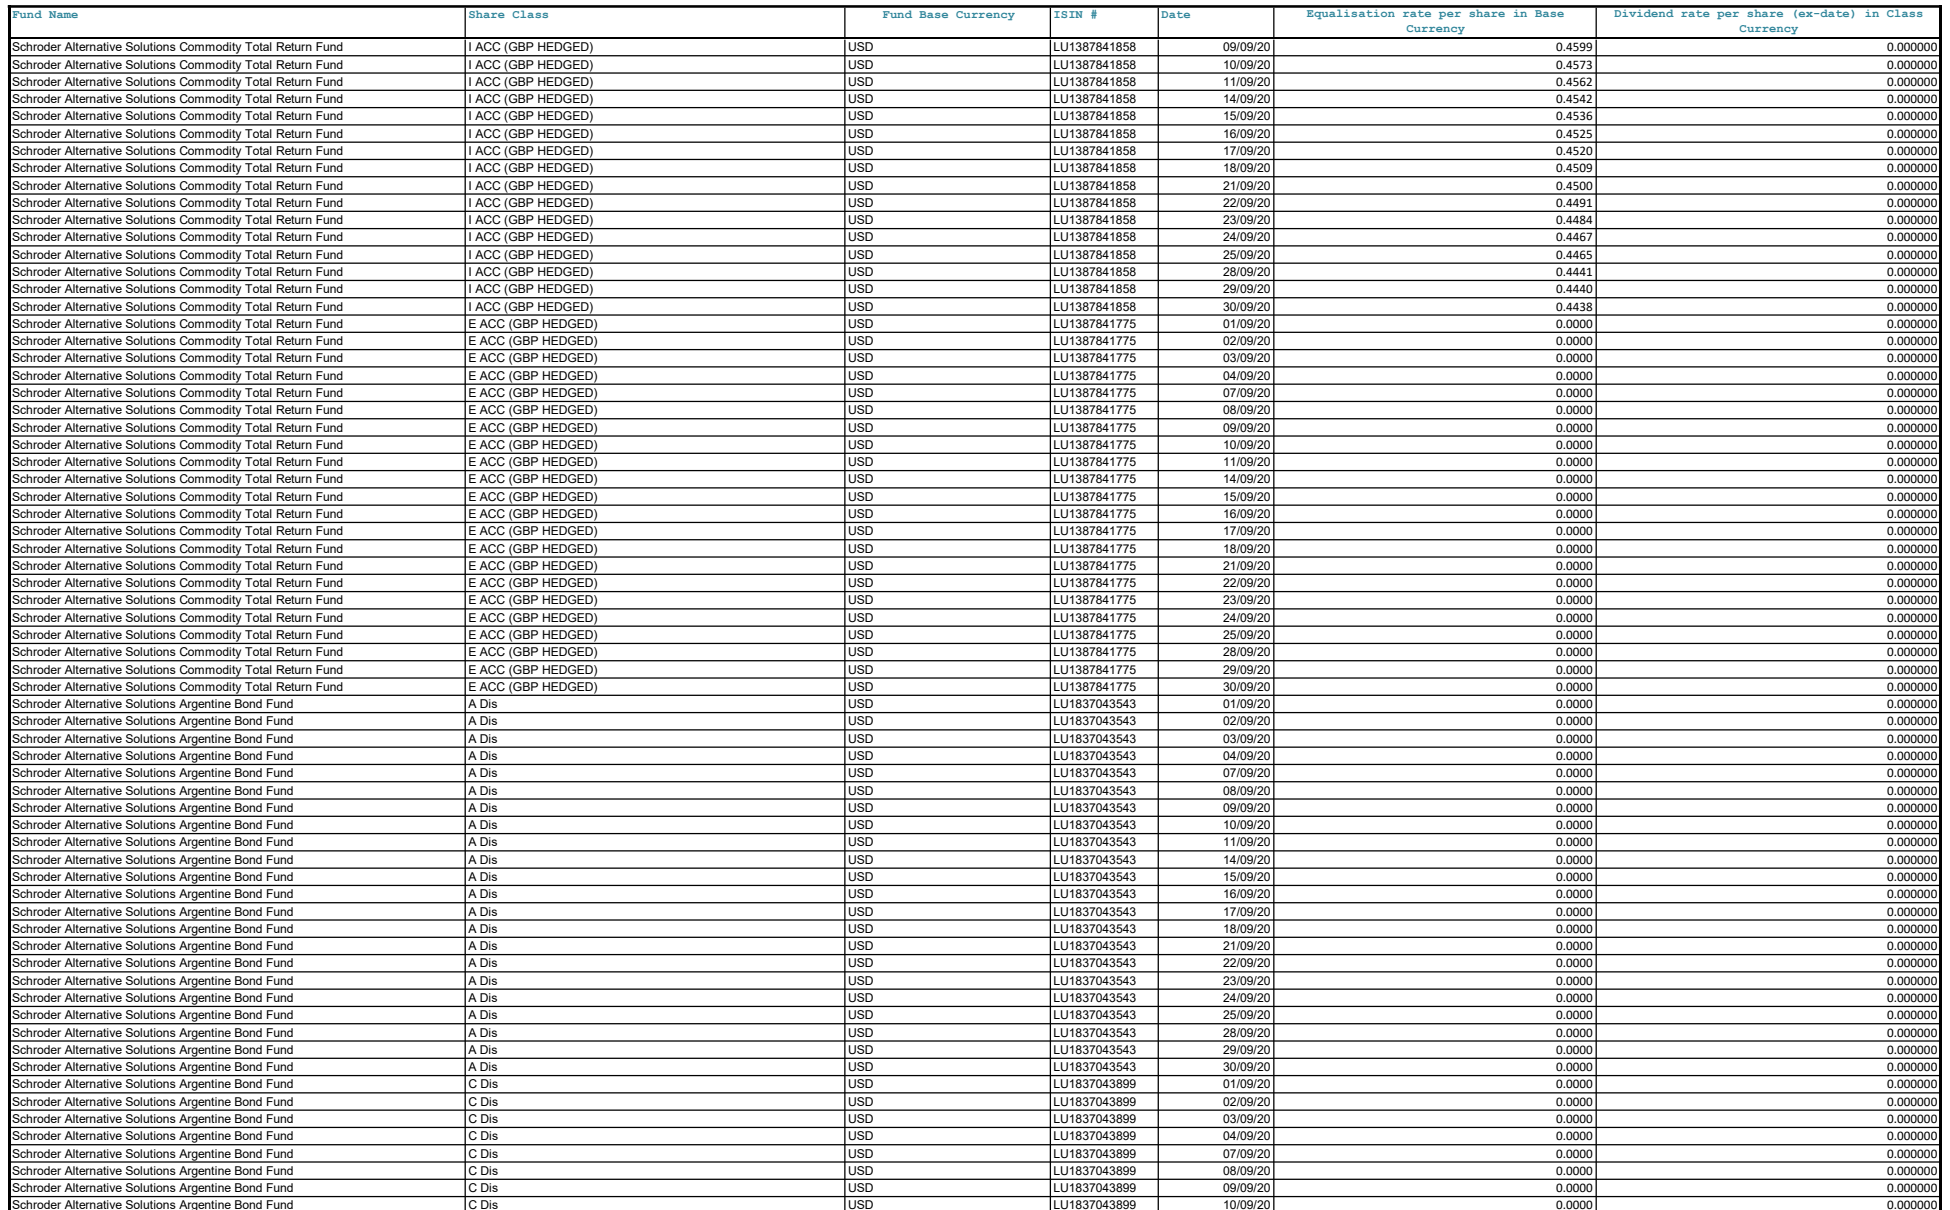 Fund Name Share Class Fund Base Currency ISIN # Date Equalisation rate per share in Base Currency Dividend rate per share (ex-date) in Class Currency
Schroder Alternative Solutions Commodity Total Return Fund I ACC (GBP HEDGED) USD LU1387841858 09/09/20 0.4599 0.000000
Schroder Alternative Solutions Commodity Total Return Fund I ACC (GBP HEDGED) USD LU1387841858 10/09/20 0.4573 0.000000
Schroder Alternative Solutions Commodity Total Return Fund I ACC (GBP HEDGED) USD LU1387841858 11/09/20 0.4562 0.000000
Schroder Alternative Solutions Commodity Total Return Fund I ACC (GBP HEDGED) USD LU1387841858 14/09/20 0.4542 0.000000
Schroder Alternative Solutions Commodity Total Return Fund I ACC (GBP HEDGED) USD LU1387841858 15/09/20 0.4536 0.000000
Schroder Alternative Solutions Commodity Total Return Fund I ACC (GBP HEDGED) USD LU1387841858 16/09/20 0.4525 0.000000
Schroder Alternative Solutions Commodity Total Return Fund I ACC (GBP HEDGED) USD LU1387841858 17/09/20 0.4520 0.000000
Schroder Alternative Solutions Commodity Total Return Fund I ACC (GBP HEDGED) USD LU1387841858 18/09/20 0.4509 0.000000
Schroder Alternative Solutions Commodity Total Return Fund I ACC (GBP HEDGED) USD LU1387841858 21/09/20 0.4500 0.000000
Schroder Alternative Solutions Commodity Total Return Fund I ACC (GBP HEDGED) USD LU1387841858 22/09/20 0.4491 0.000000
Schroder Alternative Solutions Commodity Total Return Fund I ACC (GBP HEDGED) USD LU1387841858 23/09/20 0.4484 0.000000
Schroder Alternative Solutions Commodity Total Return Fund I ACC (GBP HEDGED) USD LU1387841858 24/09/20 0.4467 0.000000
Schroder Alternative Solutions Commodity Total Return Fund I ACC (GBP HEDGED) USD LU1387841858 25/09/20 0.4465 0.000000
Schroder Alternative Solutions Commodity Total Return Fund I ACC (GBP HEDGED) USD LU1387841858 28/09/20 0.4441 0.000000
Schroder Alternative Solutions Commodity Total Return Fund I ACC (GBP HEDGED) USD LU1387841858 29/09/20 0.4440 0.000000
Schroder Alternative Solutions Commodity Total Return Fund I ACC (GBP HEDGED) USD LU1387841858 30/09/20 0.4438 0.000000
Schroder Alternative Solutions Commodity Total Return Fund E ACC (GBP HEDGED) USD LU1387841775 01/09/20 0.0000 0.000000
Schroder Alternative Solutions Commodity Total Return Fund E ACC (GBP HEDGED) USD LU1387841775 02/09/20 0.0000 0.000000
Schroder Alternative Solutions Commodity Total Return Fund E ACC (GBP HEDGED) USD LU1387841775 03/09/20 0.0000 0.000000
Schroder Alternative Solutions Commodity Total Return Fund E ACC (GBP HEDGED) USD LU1387841775 04/09/20 0.0000 0.000000
Schroder Alternative Solutions Commodity Total Return Fund E ACC (GBP HEDGED) USD LU1387841775 07/09/20 0.0000 0.000000
Schroder Alternative Solutions Commodity Total Return Fund E ACC (GBP HEDGED) USD LU1387841775 08/09/20 0.0000 0.000000
Schroder Alternative Solutions Commodity Total Return Fund E ACC (GBP HEDGED) USD LU1387841775 09/09/20 0.0000 0.000000
Schroder Alternative Solutions Commodity Total Return Fund E ACC (GBP HEDGED) USD LU1387841775 10/09/20 0.0000 0.000000
Schroder Alternative Solutions Commodity Total Return Fund E ACC (GBP HEDGED) USD LU1387841775 11/09/20 0.0000 0.000000
Schroder Alternative Solutions Commodity Total Return Fund E ACC (GBP HEDGED) USD LU1387841775 14/09/20 0.0000 0.000000
Schroder Alternative Solutions Commodity Total Return Fund E ACC (GBP HEDGED) USD LU1387841775 15/09/20 0.0000 0.000000
Schroder Alternative Solutions Commodity Total Return Fund E ACC (GBP HEDGED) USD LU1387841775 16/09/20 0.0000 0.000000
Schroder Alternative Solutions Commodity Total Return Fund E ACC (GBP HEDGED) USD LU1387841775 17/09/20 0.0000 0.000000
Schroder Alternative Solutions Commodity Total Return Fund E ACC (GBP HEDGED) USD LU1387841775 18/09/20 0.0000 0.000000
Schroder Alternative Solutions Commodity Total Return Fund E ACC (GBP HEDGED) USD LU1387841775 21/09/20 0.0000 0.000000
Schroder Alternative Solutions Commodity Total Return Fund E ACC (GBP HEDGED) USD LU1387841775 22/09/20 0.0000 0.000000
Schroder Alternative Solutions Commodity Total Return Fund E ACC (GBP HEDGED) USD LU1387841775 23/09/20 0.0000 0.000000
Schroder Alternative Solutions Commodity Total Return Fund E ACC (GBP HEDGED) USD LU1387841775 24/09/20 0.0000 0.000000
Schroder Alternative Solutions Commodity Total Return Fund E ACC (GBP HEDGED) USD LU1387841775 25/09/20 0.0000 0.000000
Schroder Alternative Solutions Commodity Total Return Fund E ACC (GBP HEDGED) USD LU1387841775 28/09/20 0.0000 0.000000
Schroder Alternative Solutions Commodity Total Return Fund E ACC (GBP HEDGED) USD LU1387841775 29/09/20 0.0000 0.000000
Schroder Alternative Solutions Commodity Total Return Fund E ACC (GBP HEDGED) USD LU1387841775 30/09/20 0.0000 0.000000
Schroder Alternative Solutions Argentine Bond Fund A Dis USD LU1837043543 01/09/20 0.0000 0.000000
Schroder Alternative Solutions Argentine Bond Fund A Dis USD LU1837043543 02/09/20 0.0000 0.000000
Schroder Alternative Solutions Argentine Bond Fund A Dis USD LU1837043543 03/09/20 0.0000 0.000000
Schroder Alternative Solutions Argentine Bond Fund A Dis USD LU1837043543 04/09/20 0.0000 0.000000
Schroder Alternative Solutions Argentine Bond Fund A Dis USD LU1837043543 07/09/20 0.0000 0.000000
Schroder Alternative Solutions Argentine Bond Fund A Dis USD LU1837043543 08/09/20 0.0000 0.000000
Schroder Alternative Solutions Argentine Bond Fund A Dis USD LU1837043543 09/09/20 0.0000 0.000000
Schroder Alternative Solutions Argentine Bond Fund A Dis USD LU1837043543 10/09/20 0.0000 0.000000
Schroder Alternative Solutions Argentine Bond Fund A Dis USD LU1837043543 11/09/20 0.0000 0.000000
Schroder Alternative Solutions Argentine Bond Fund A Dis USD LU1837043543 14/09/20 0.0000 0.000000
Schroder Alternative Solutions Argentine Bond Fund A Dis USD LU1837043543 15/09/20 0.0000 0.000000
Schroder Alternative Solutions Argentine Bond Fund A Dis USD LU1837043543 16/09/20 0.0000 0.000000
Schroder Alternative Solutions Argentine Bond Fund A Dis USD LU1837043543 17/09/20 0.0000 0.000000
Schroder Alternative Solutions Argentine Bond Fund A Dis USD LU1837043543 18/09/20 0.0000 0.000000
Schroder Alternative Solutions Argentine Bond Fund A Dis USD LU1837043543 21/09/20 0.0000 0.000000
Schroder Alternative Solutions Argentine Bond Fund A Dis USD LU1837043543 22/09/20 0.0000 0.000000
Schroder Alternative Solutions Argentine Bond Fund A Dis USD LU1837043543 23/09/20 0.0000 0.000000
Schroder Alternative Solutions Argentine Bond Fund A Dis USD LU1837043543 24/09/20 0.0000 0.000000
Schroder Alternative Solutions Argentine Bond Fund A Dis USD LU1837043543 25/09/20 0.0000 0.000000
Schroder Alternative Solutions Argentine Bond Fund A Dis USD LU1837043543 28/09/20 0.0000 0.000000
Schroder Alternative Solutions Argentine Bond Fund A Dis USD LU1837043543 29/09/20 0.0000 0.000000
Schroder Alternative Solutions Argentine Bond Fund A Dis USD LU1837043543 30/09/20 0.0000 0.000000
Schroder Alternative Solutions Argentine Bond Fund C Dis USD LU1837043899 01/09/20 0.0000 0.000000
Schroder Alternative Solutions Argentine Bond Fund C Dis USD LU1837043899 02/09/20 0.0000 0.000000
Schroder Alternative Solutions Argentine Bond Fund C Dis USD LU1837043899 03/09/20 0.0000 0.000000
Schroder Alternative Solutions Argentine Bond Fund C Dis USD LU1837043899 04/09/20 0.0000 0.000000
Schroder Alternative Solutions Argentine Bond Fund C Dis USD LU1837043899 07/09/20 0.0000 0.000000
Schroder Alternative Solutions Argentine Bond Fund C Dis USD LU1837043899 08/09/20 0.0000 0.000000
Schroder Alternative Solutions Argentine Bond Fund C Dis USD LU1837043899 09/09/20 0.0000 0.000000
Schroder Alternative Solutions Argentine Bond Fund C Dis USD LU1837043899 10/09/20 0.0000 0.000000